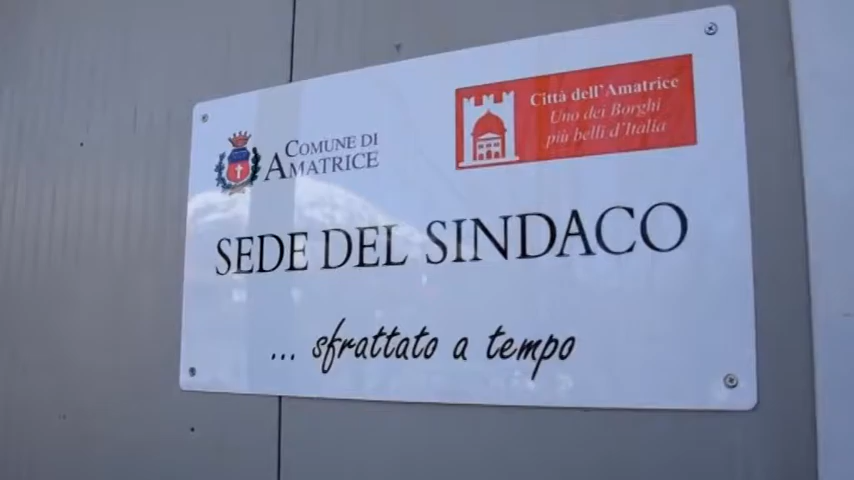 COMUNE DI
AMATRICE
Città dell'Amatrice
Uno dei Borghi
più belli d'Italia
SEDE DEL SINDACO
... sfrattato a tempo